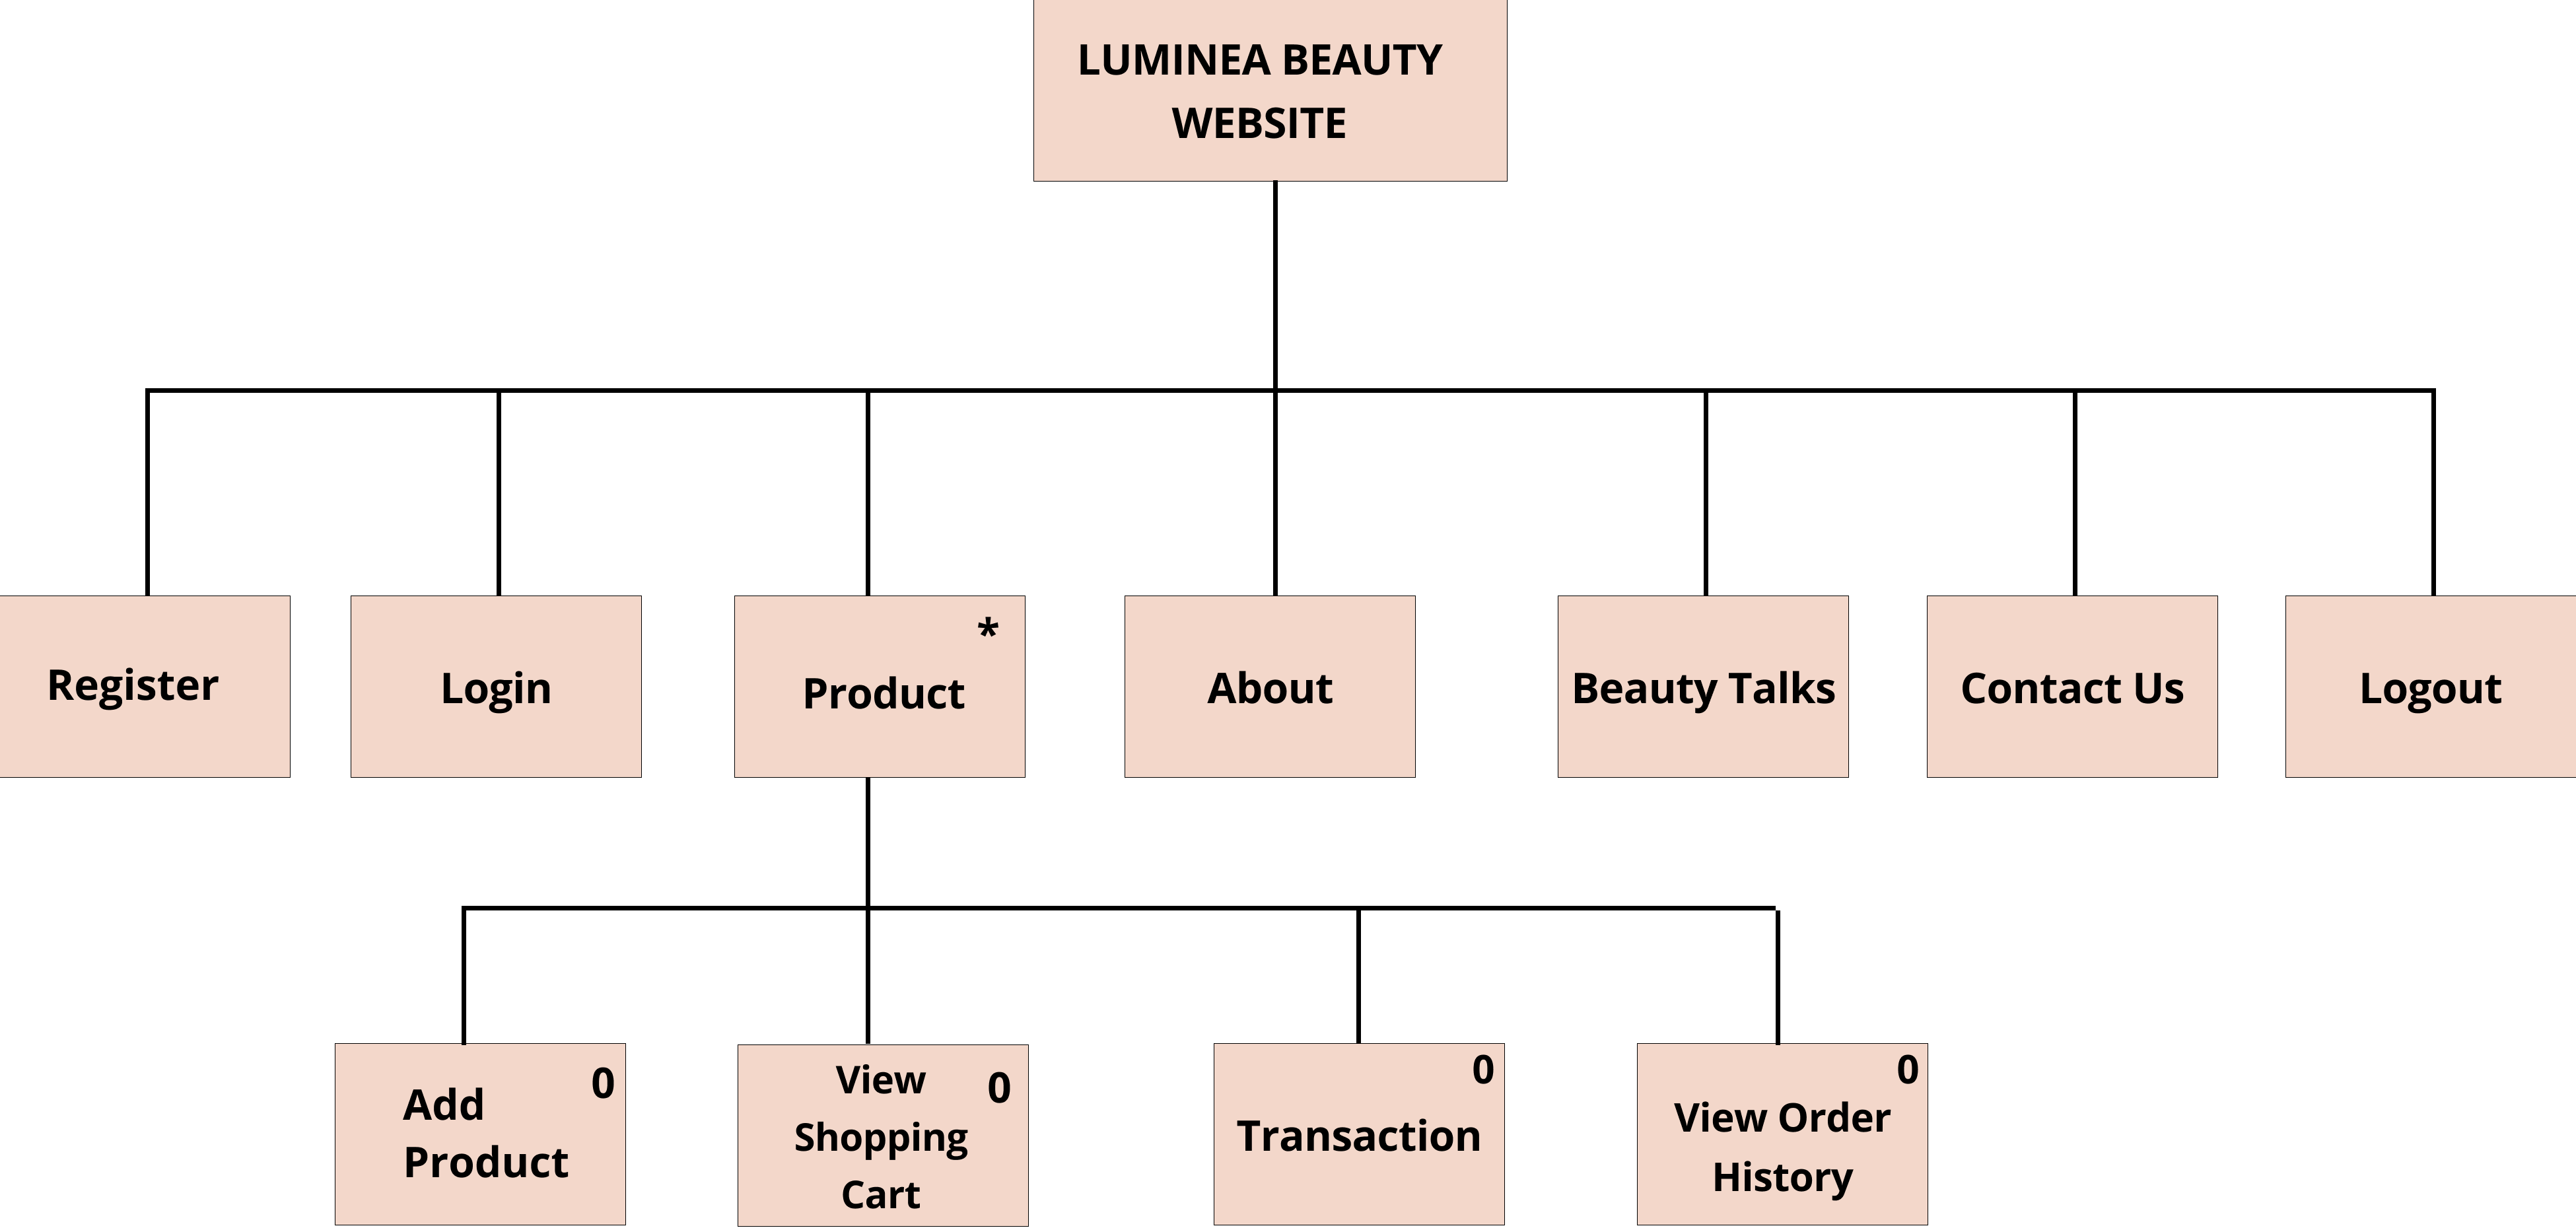 LUMINEA BEAUTY
WEBSITE
Register
Login
*
Product
About
Beauty Talks
Contact Us
Logout
0
Add
Product
View
0
Shopping
Cart
0
Transaction
0
View Order
History